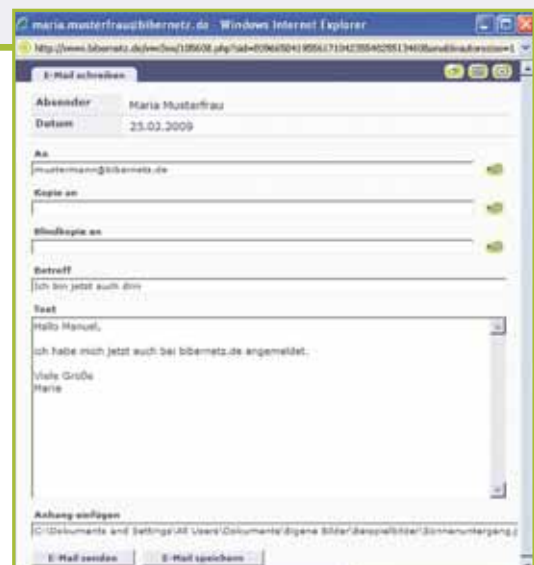 maria.musterfrau@bibernetz.de - Windows Internet Explorer
E-Mail schreiben
Absender Maria Musterfrau
Datum 25.02.2009
An
mustermann@bibernetz.de
Kopie an
Blindkopie an
Betreff
Ich bin jetzt auch drin
Text
Hallo Manuel,
ich habe mich jetzt auch bei bibernetz.de angemeldet.
Viele Grüße
Maria
Anhang einfügen
C:\Dokumente and Settings\All Users\Dokumente\Eigene Bilder\Beispielbilder\Sonnenuntergang.j
E-Mail senden E-Mail speichern